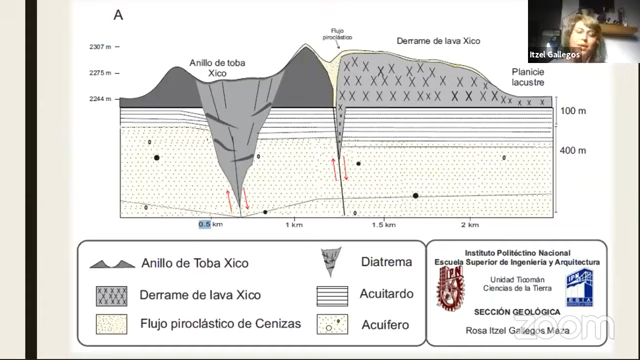 A
Flujo
piroclástico
Derrame de lava Xico
Anillo de toba
Xico
Planicie
lacustre
2307 m
2275 m
2244 m
100 m
400 m
0.5 km
1 km
1.5 km
2 km
Anillo de Toba Xico
Diatrema
Derrame de lava Xico
Acuitardo
Flujo piroclástico de Cenizas
Acuífero
Instituto Politéctino Nacional
Escuela Superior de Ingeniería y Arquitectura
Unidad Ticomán
Ciencias de la Tierra
SECCIÓN GEOLÓGICA
Rosa Itzel Gallegos Meza
Itzel Gallegos
zoom